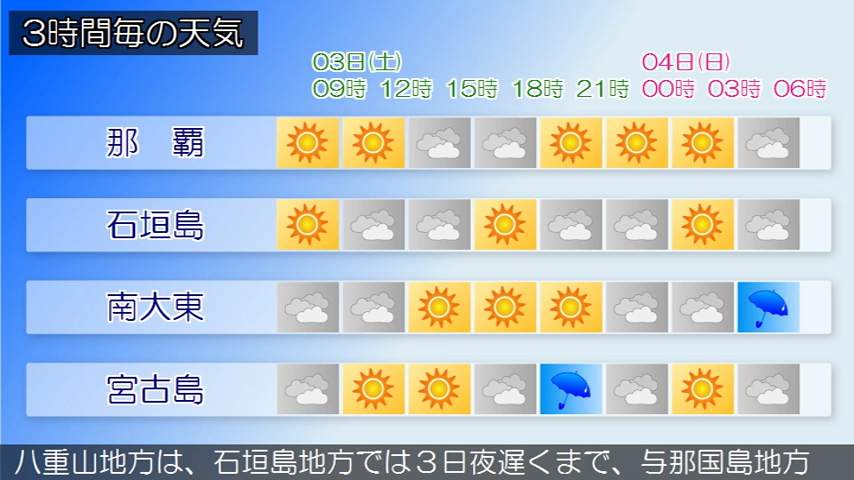 3時間毎の天気
03日(土) 04日(日)
09時 12時 15時 18時 21時 00時 03時 06時
那　覇
石垣島
南大東
宮古島
八重山地方は、石垣島地方では３日夜遅くまで、与那国島地方